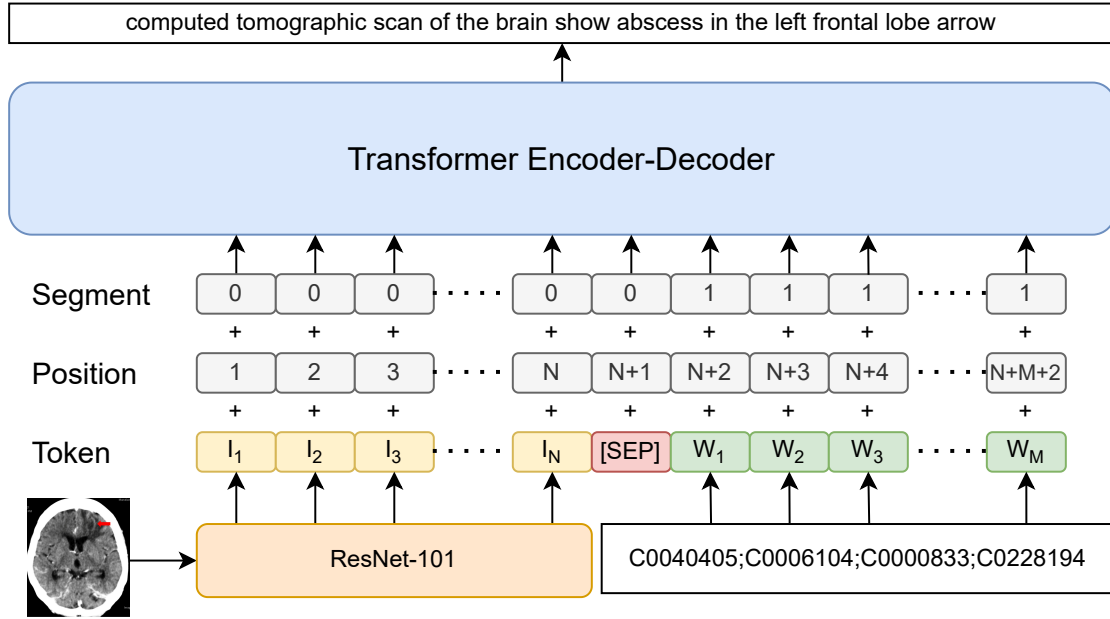 computed tomographic scan of the brain show abscess in the left frontal lobe arrow
Transformer Encoder-Decoder
Segment 0 0 0 ...... 0 0 1 1 1 ...... 1
+ + + + + + + + +
Position 1 2 3 ...... N N+1 N+2 N+3 N+4 ...... N+M+2
+ + + + + + + + +
Token I₁ I₂ I₃ ...... I_N [SEP] W₁ W₂ W₃ ...... W_M
ResNet-101
C0040405;C0006104;C0000833;C0228194